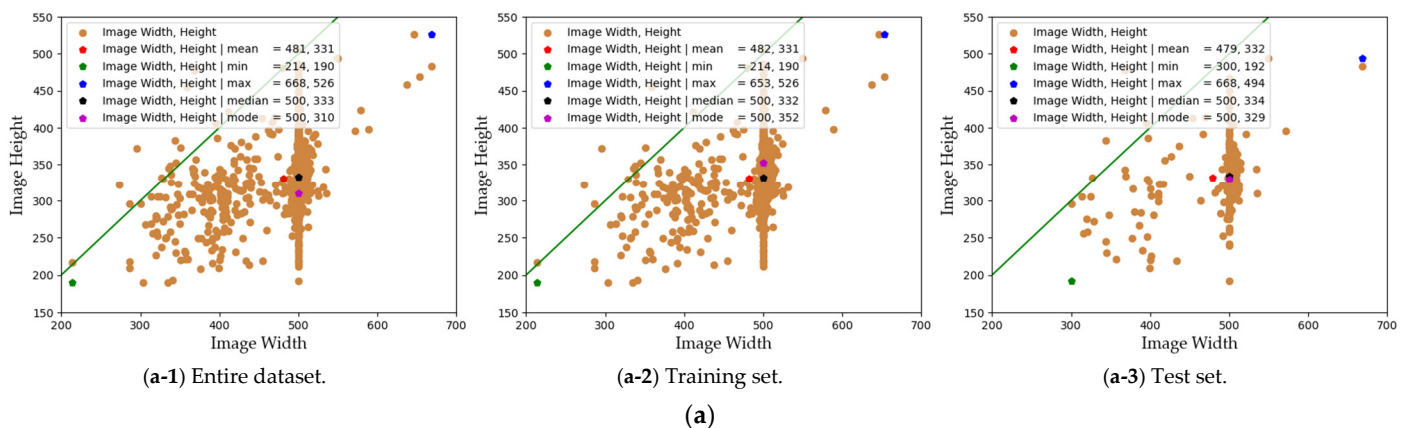 550
500
450
400
350
300
250
200
150
Image Height
Image Width, Height
Image Width, Height | mean = 481, 331
Image Width, Height | min = 214, 190
Image Width, Height | max = 668, 526
Image Width, Height | median = 500, 333
Image Width, Height | mode = 500, 310
200 300 400 500 600 700
Image Width
(a-1) Entire dataset.
550
500
450
400
350
300
250
200
150
Image Height
Image Width, Height
Image Width, Height | mean = 482, 331
Image Width, Height | min = 214, 190
Image Width, Height | max = 653, 526
Image Width, Height | median = 500, 332
Image Width, Height | mode = 500, 352
200 300 400 500 600 700
Image Width
(a-2) Training set.
550
500
450
400
350
300
250
200
150
Image Height
Image Width, Height
Image Width, Height | mean = 479, 332
Image Width, Height | min = 300, 192
Image Width, Height | max = 668, 494
Image Width, Height | median = 500, 334
Image Width, Height | mode = 500, 329
200 300 400 500 600 700
Image Width
(a-3) Test set.
(a)